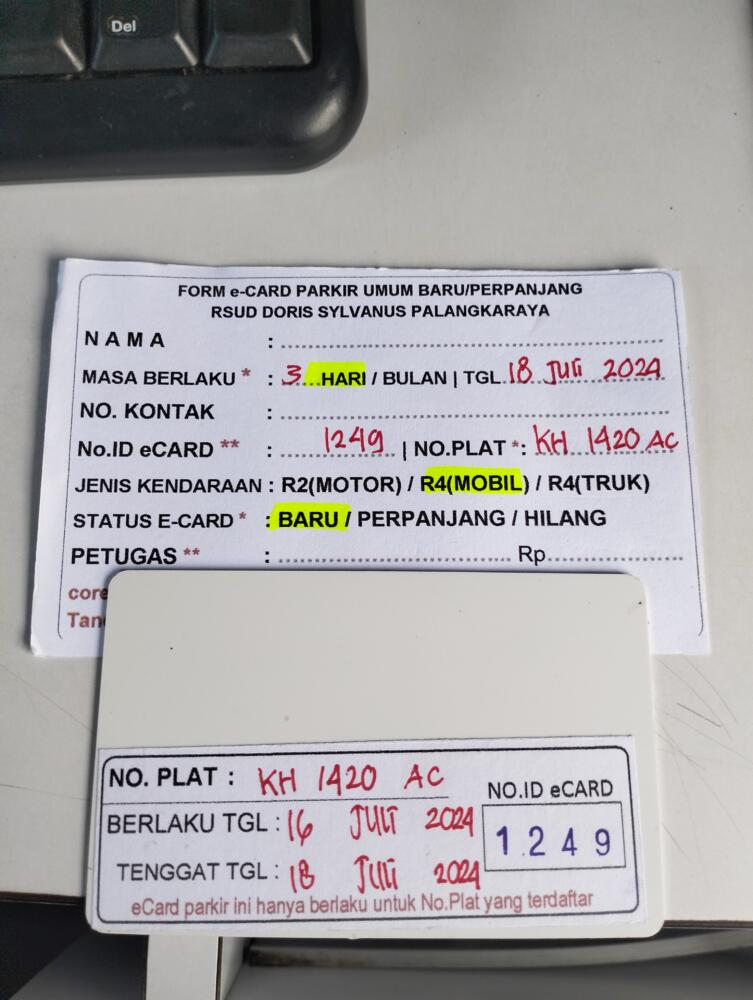 Del
FORM e-CARD PARKIR UMUM BARU/PERPANJANG
RSUD DORIS SYLVANUS PALANGKARAYA
NAMA :
MASA BERLAKU * : 3 HARI / BULAN | TGL 18 JULI 2024
NO. KONTAK :
No.ID eCARD ** : 1249 | NO.PLAT *: KH 1420 AC
JENIS KENDARAAN : R2(MOTOR) / R4(MOBIL) / R4(TRUK)
STATUS E-CARD * : BARU / PERPANJANG / HILANG
PETUGAS ** : Rp
NO. PLAT : KH 1420 AC
NO.ID eCARD
BERLAKU TGL : 16 JULI 2024
1 2 4 9
TENGGAT TGL : 18 JULI 2024
eCard parkir ini hanya berlaku untuk No.Plat yang terdaftar